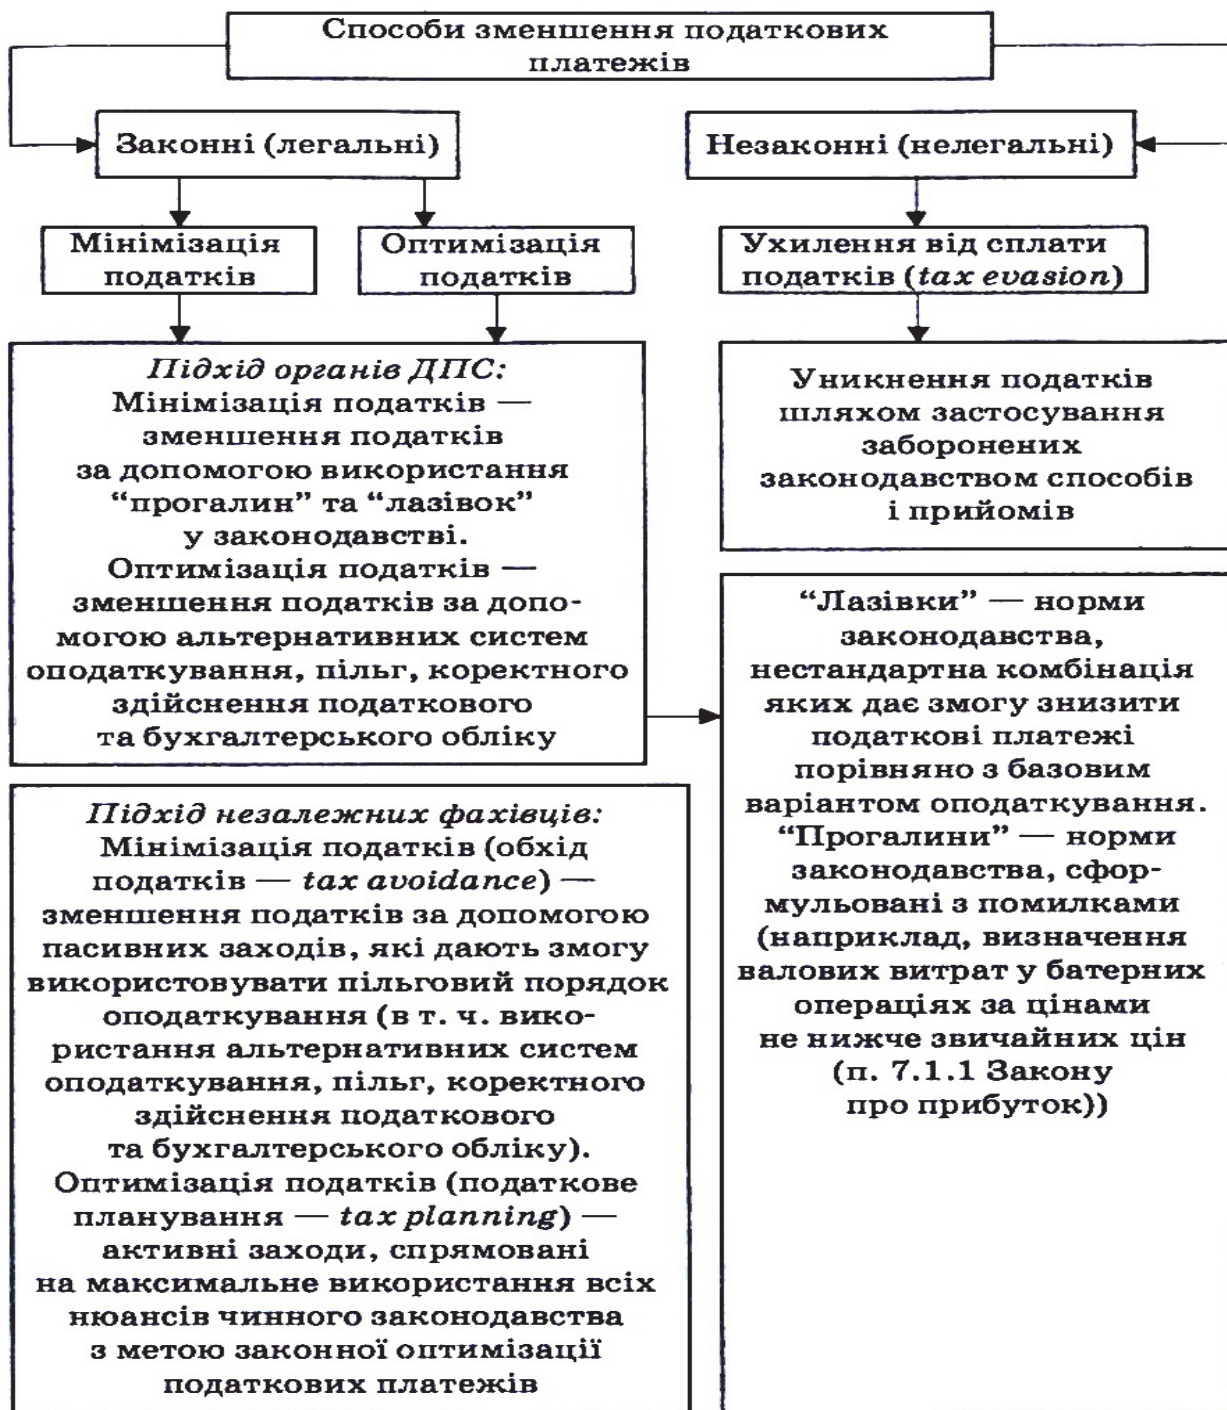 Способи зменшення податкових
платежів
Законні (легальні)
Незаконні (нелегальні)
Мінімізація
податків
Оптимізація
податків
Ухилення від сплати
податків (tax evasion)
Підхід органів ДПС:
Мінімізація податків —
зменшення податків
за допомогою використання
“прогалин” та “лазівок”
у законодавстві.
Оптимізація податків —
зменшення податків за допо-
могою альтернативних систем
оподаткування, пільг, коректного
здійснення податкового
та бухгалтерського обліку
Уникнення податків
шляхом застосування
заборонених
законодавством способів
і прийомів
Підхід незалежних фахівців:
Мінімізація податків (обхід
податків — tax avoidance) —
зменшення податків за допомогою
пасивних заходів, які дають змогу
використовувати пільговий порядок
оподаткування (в т. ч. вико-
ристання альтернативних систем
оподаткування, пільг, коректного
здійснення податкового
та бухгалтерського обліку).
Оптимізація податків (податкове
планування — tax planning) —
активні заходи, спрямовані
на максимальне використання всіх
нюансів чинного законодавства
з метою законної оптимізації
податкових платежів
“Лазівки” — норми
законодавства,
нестандартна комбінація
яких дає змогу знизити
податкові платежі
порівняно з базовим
варіантом оподаткування.
“Прогалини” — норми
законодавства, сфор-
мульовані з помилками
(наприклад, визначення
валових витрат у батерних
операціях за цінами
не нижче звичайних цін
(п. 7.1.1 Закону
про прибуток))